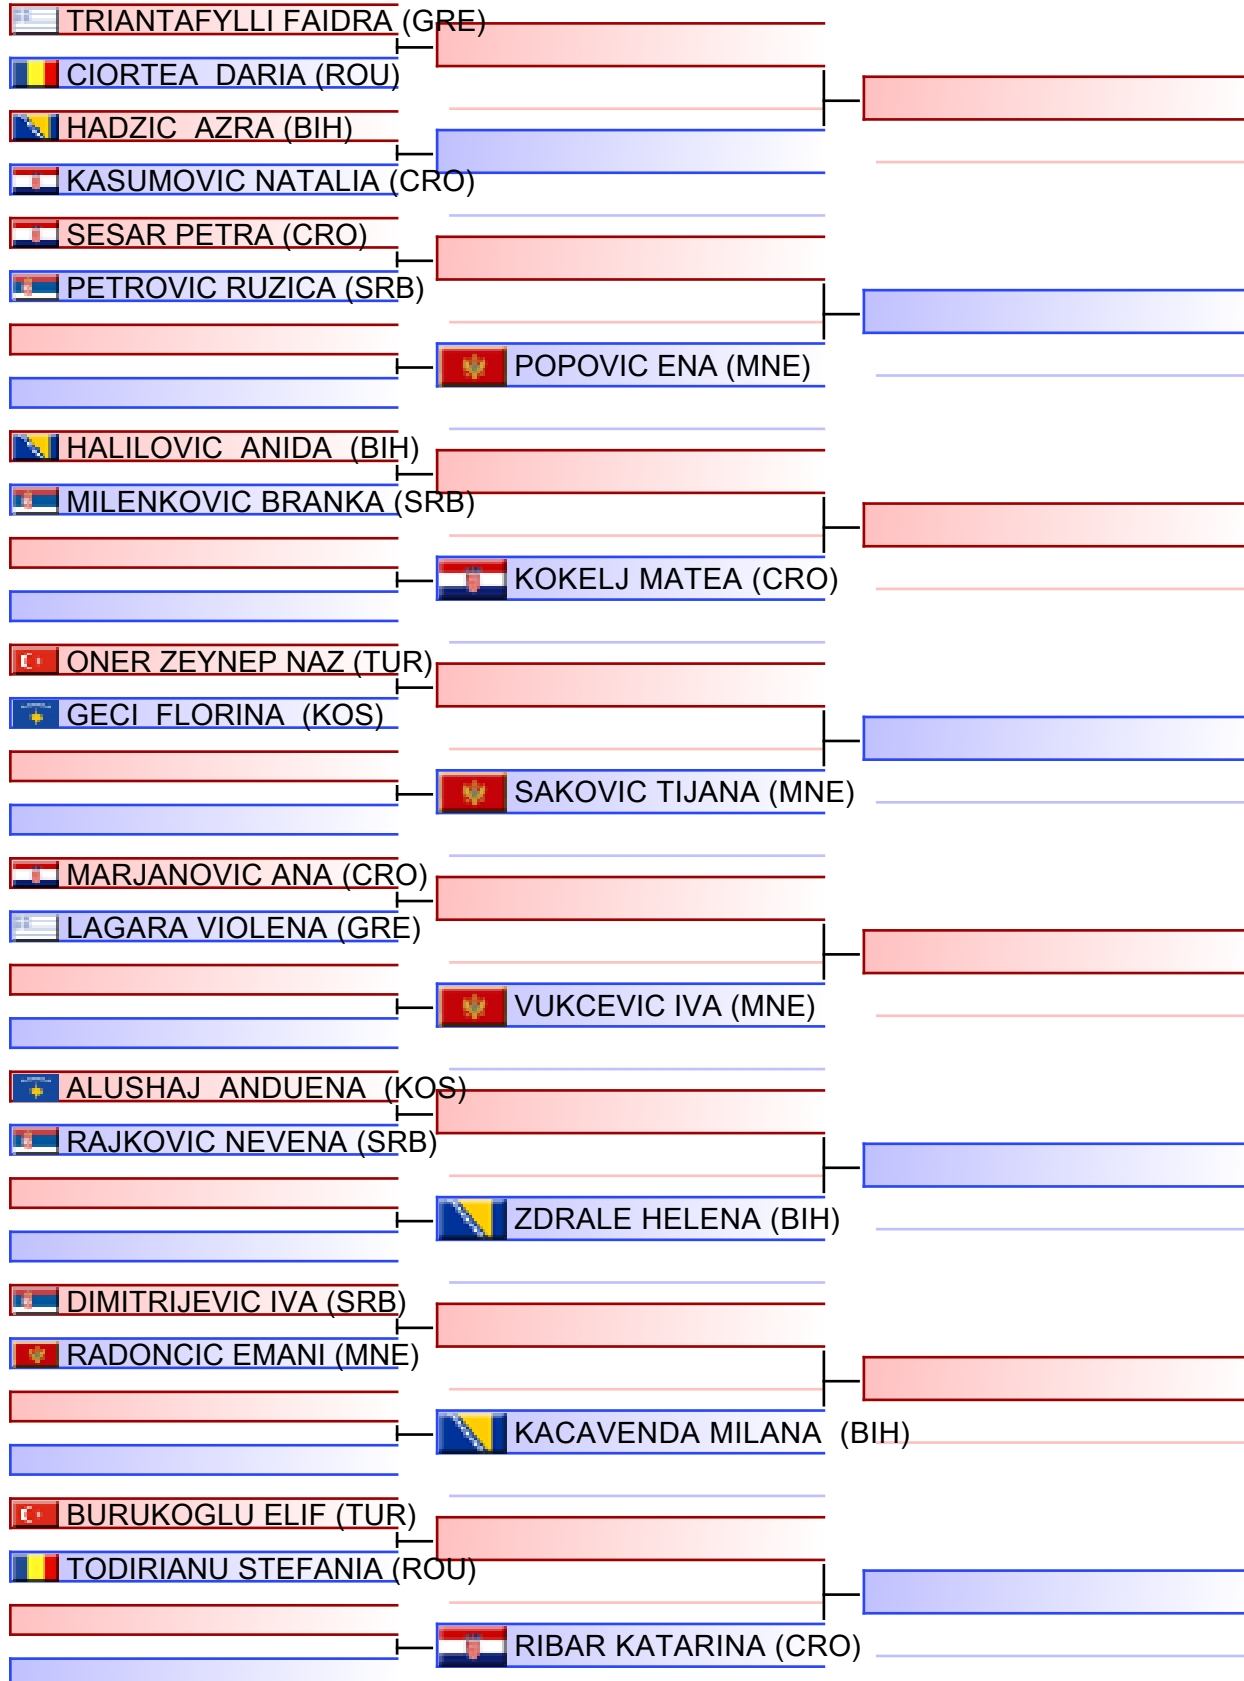 TRIANTAFYLLI FAIDRA (GRE)
CIORTEA  DARIA (ROU)
HADZIC  AZRA (BIH)
KASUMOVIC NATALIA (CRO)
SESAR PETRA (CRO)
PETROVIC RUZICA (SRB)
POPOVIC ENA (MNE)
HALILOVIC  ANIDA  (BIH)
MILENKOVIC BRANKA (SRB)
KOKELJ MATEA (CRO)
ONER ZEYNEP NAZ (TUR)
GECI  FLORINA  (KOS)
SAKOVIC TIJANA (MNE)
MARJANOVIC ANA (CRO)
LAGARA VIOLENA (GRE)
VUKCEVIC IVA (MNE)
ALUSHAJ  ANDUENA  (KOS)
RAJKOVIC NEVENA (SRB)
ZDRALE HELENA (BIH)
DIMITRIJEVIC IVA (SRB)
RADONCIC EMANI (MNE)
KACAVENDA MILANA  (BIH)
BURUKOGLU ELIF (TUR)
TODIRIANU STEFANIA (ROU)
RIBAR KATARINA (CRO)